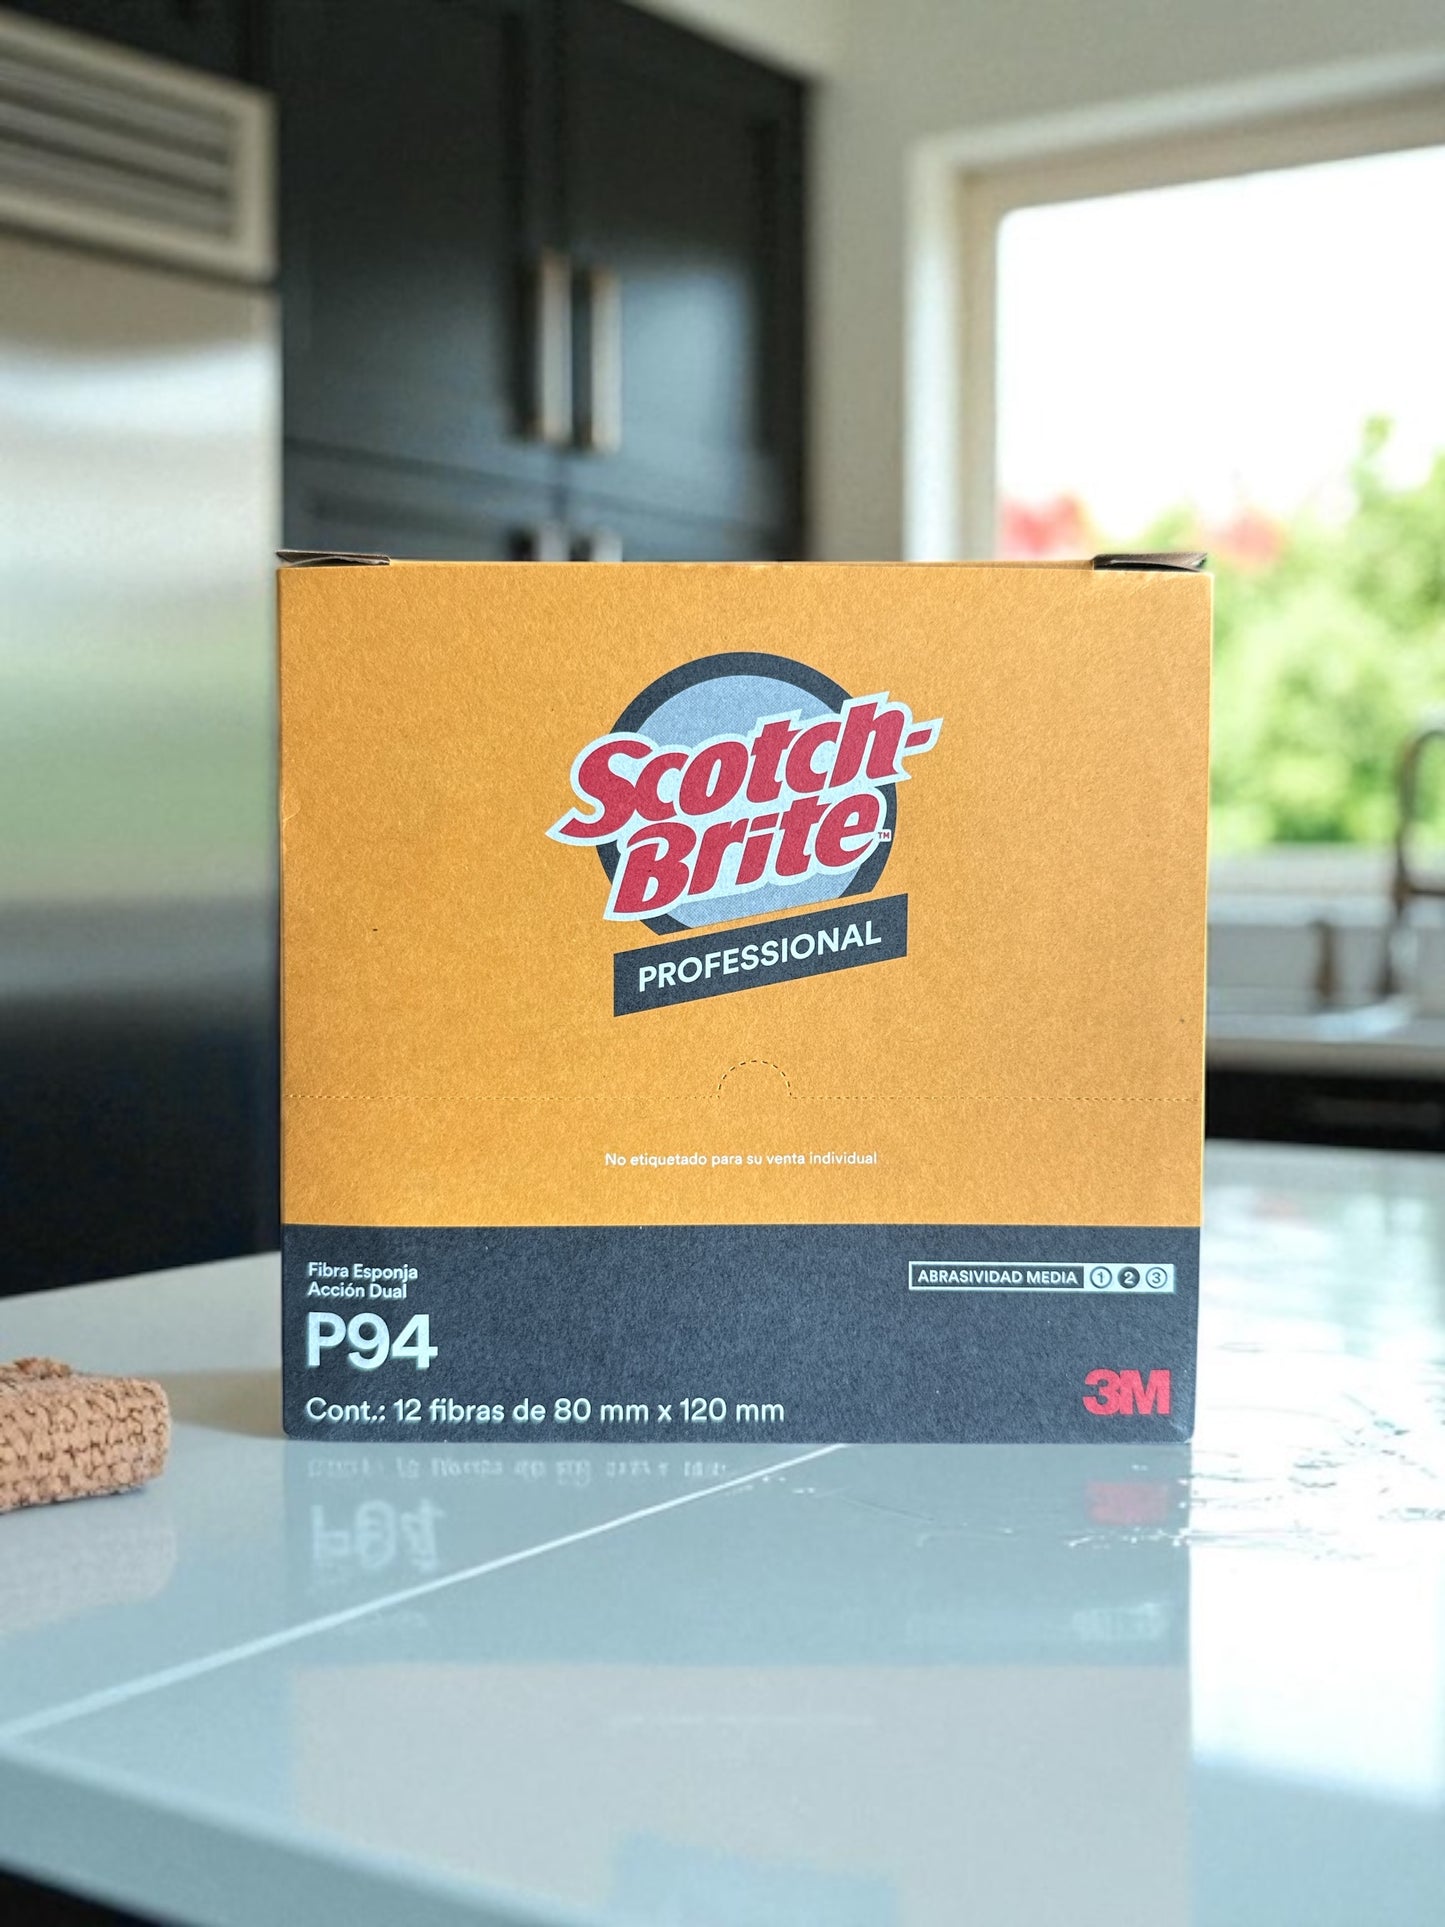 Scotch-
Brite™
PROFESSIONAL
No etiquetado para su venta individual
Fibra Esponja
Acción Dual
P94
Cont.: 12 fibras de 80 mm x 120 mm
ABRASIVIDAD MEDIA 1 2 3
3M